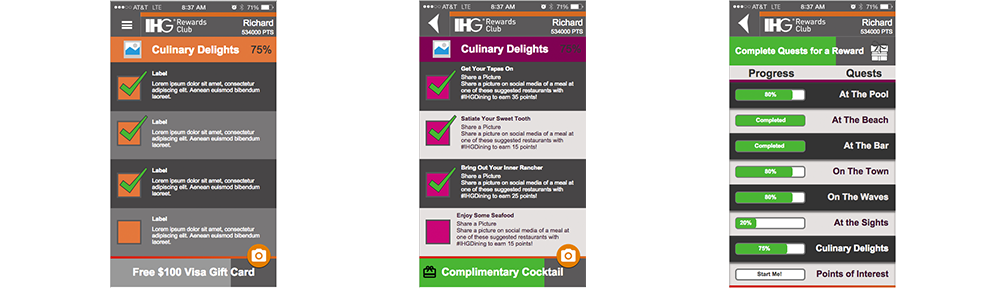 AT&T LTE 8:37 AM 71%
IHG Rewards Club
Richard
534000 PTS
Culinary Delights 75%
Label
Lorem ipsum dolor sit amet, consectetur
adipiscing elit. Aenean euismod bibendum
laoreet.
Label
Lorem ipsum dolor sit amet, consectetur
adipiscing elit. Aenean euismod bibendum
laoreet.
Label
Lorem ipsum dolor sit amet, consectetur
adipiscing elit. Aenean euismod bibendum
laoreet.
Label
Lorem ipsum dolor sit amet, consectetur
adipiscing elit. Aenean euismod bibendum
laoreet.
Free $100 Visa Gift Card
AT&T LTE 8:37 AM 71%
IHG Rewards Club
Richard
534000 PTS
Culinary Delights
Get Your Tapas On
Share a Picture
Share a picture on social media of a meal at
one of these suggested restaurants with
#IHGDining to earn 35 points!
Satiate Your Sweet Tooth
Share a Picture
Share a picture on social media of a meal at
one of these suggested restaurants with
#IHGDining to earn 15 points!
Bring Out Your Inner Rancher
Share a Picture
Share a picture on social media of a meal at
one of these suggested restaurants with
#IHGDining to earn 25 points!
Enjoy Some Seafood
Share a Picture
Share a picture on social media of a meal at
one of these suggested restaurants with
#IHGDining to earn 15 points!
Complimentary Cocktail
AT&T LTE 8:37 AM 71%
IHG Rewards Club
Richard
534000 PTS
Complete Quests for a Reward
Progress Quests
80% At The Pool
Completed At The Beach
Completed At The Bar
80% On The Town
80% On The Waves
20% At the Sights
75% Culinary Delights
Start Me! Points of Interest